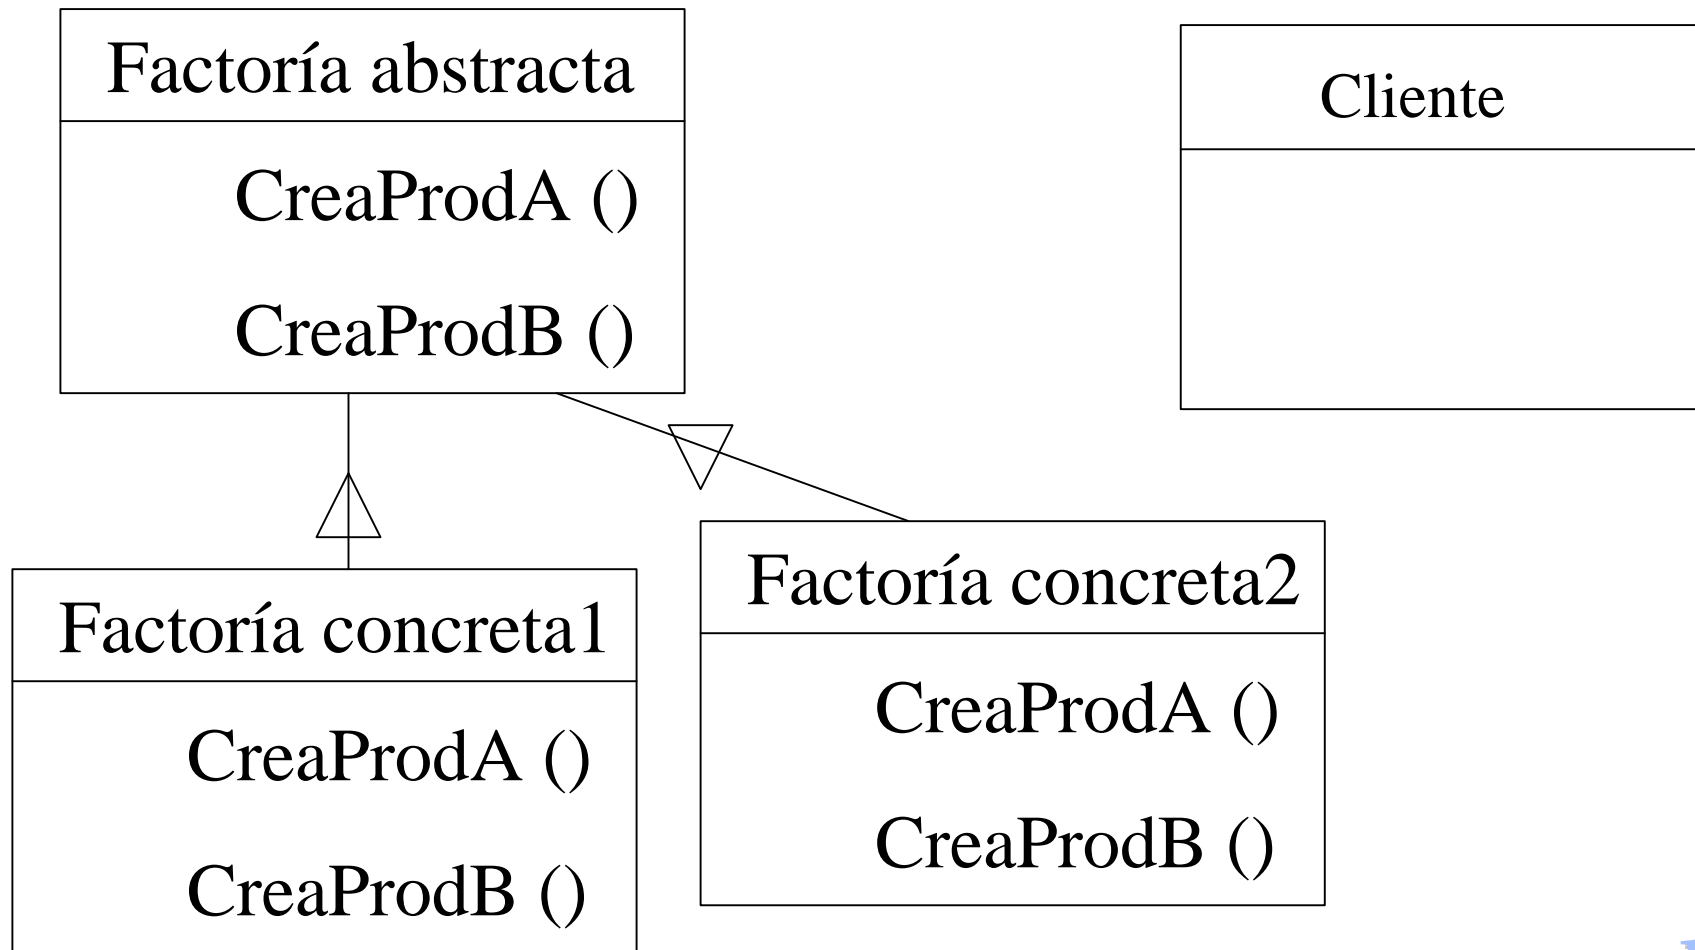 Factoría abstracta
CreaProdA ()
CreaProdB ()
Cliente
Factoría concreta1
CreaProdA ()
CreaProdB ()
Factoría concreta2
CreaProdA ()
CreaProdB ()